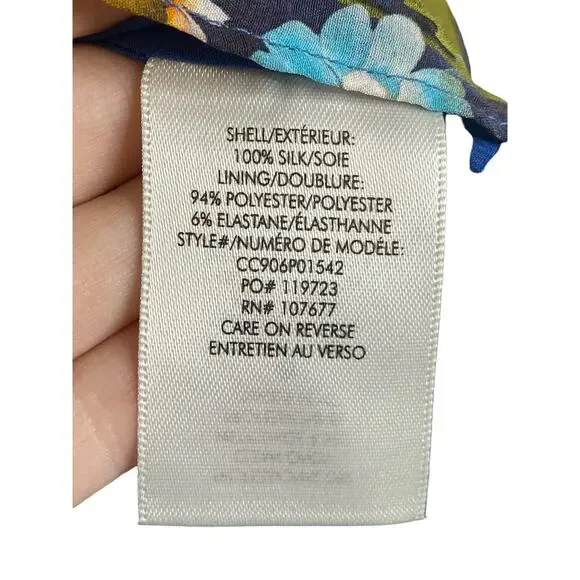 SHELL/EXTÉRIEUR:
100% SILK/SOIE
LINING/DOUBLURE:
94% POLYESTER/POLYESTER
6% ELASTANE/ÉLASTHANNE
STYLE#/NUMÉRO DE MODÉLE:
CC906P01542
PO# 119723
RN# 107677
CARE ON REVERSE
ENTRETIEN AU VERSO